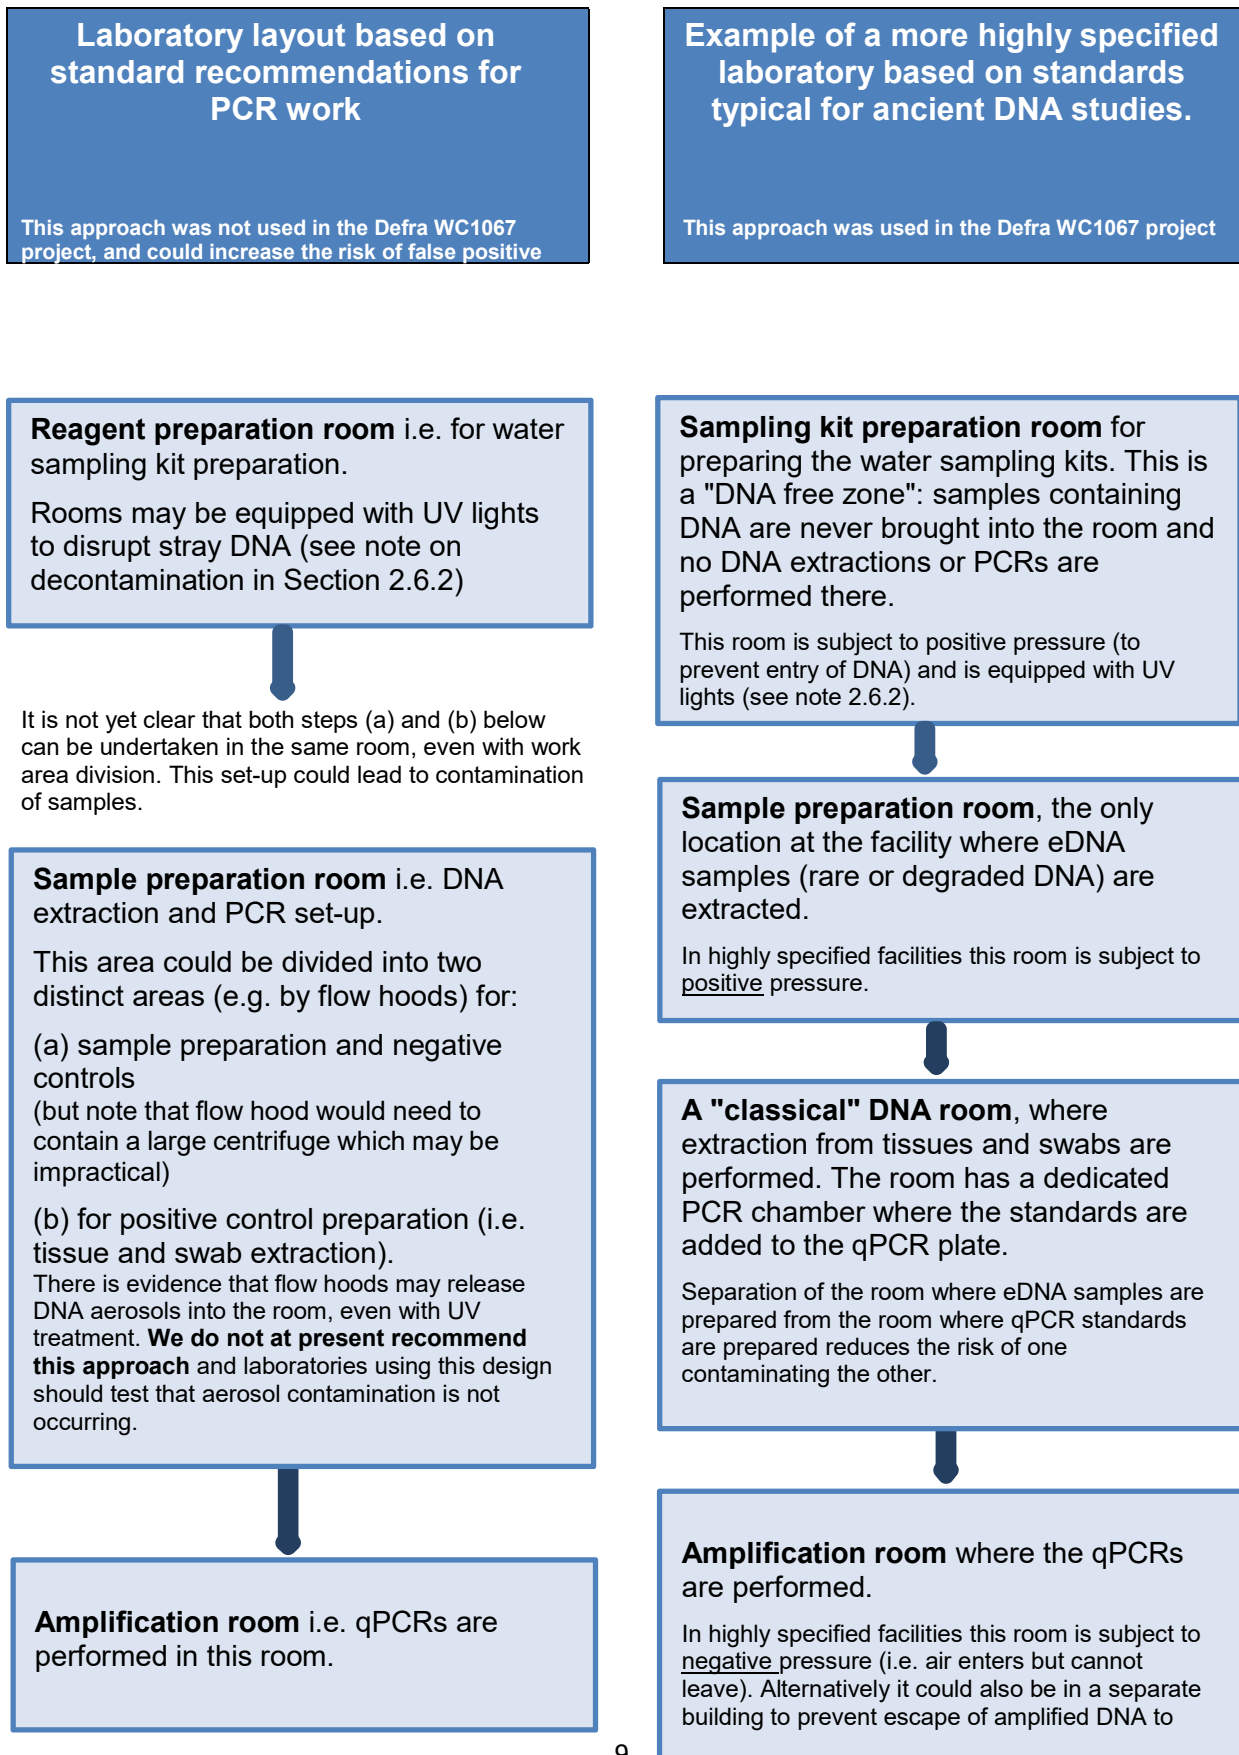 Laboratory layout based on
standard recommendations for
PCR work
This approach was not used in the Defra WC1067
project, and could increase the risk of false positive
Reagent preparation room i.e. for water
sampling kit preparation.
Rooms may be equipped with UV lights
to disrupt stray DNA (see note on
decontamination in Section 2.6.2)
It is not yet clear that both steps (a) and (b) below
can be undertaken in the same room, even with work
area division. This set-up could lead to contamination
of samples.
Sample preparation room i.e. DNA
extraction and PCR set-up.
This area could be divided into two
distinct areas (e.g. by flow hoods) for:
(a) sample preparation and negative
controls
(but note that flow hood would need to
contain a large centrifuge which may be
impractical)
(b) for positive control preparation (i.e.
tissue and swab extraction).
There is evidence that flow hoods may release
DNA aerosols into the room, even with UV
treatment. We do not at present recommend
this approach and laboratories using this design
should test that aerosol contamination is not
occurring.
Amplification room i.e. qPCRs are
performed in this room.
Example of a more highly specified
laboratory based on standards
typical for ancient DNA studies.
This approach was used in the Defra WC1067 project
Sampling kit preparation room for
preparing the water sampling kits. This is
a "DNA free zone": samples containing
DNA are never brought into the room and
no DNA extractions or PCRs are
performed there.
This room is subject to positive pressure (to
prevent entry of DNA) and is equipped with UV
lights (see note 2.6.2).
Sample preparation room, the only
location at the facility where eDNA
samples (rare or degraded DNA) are
extracted.
In highly specified facilities this room is subject to
positive pressure.
A "classical" DNA room, where
extraction from tissues and swabs are
performed. The room has a dedicated
PCR chamber where the standards are
added to the qPCR plate.
Separation of the room where eDNA samples are
prepared from the room where qPCR standards
are prepared reduces the risk of one
contaminating the other.
Amplification room where the qPCRs
are performed.
In highly specified facilities this room is subject to
negative pressure (i.e. air enters but cannot
leave). Alternatively it could also be in a separate
building to prevent escape of amplified DNA to
9